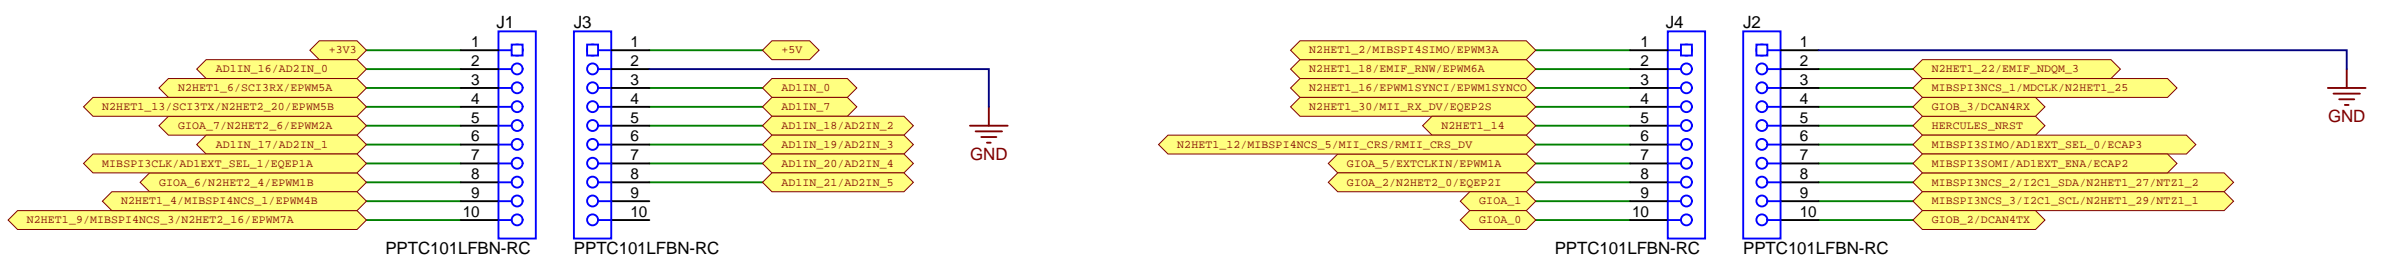 J1
+3V3 1
AD1IN_16/AD2IN_0 2
N2HET1_6/SCI3RX/EPWM5A 3
N2HET1_13/SCI3TX/N2HET2_20/EPWM5B 4
GIOA_7/N2HET2_6/EPWM2A 5
AD1IN_17/AD2IN_1 6
MIBSPI3CLK/AD1EXT_SEL_1/EQEP1A 7
GIOA_6/N2HET2_4/EPWM1B 8
N2HET1_4/MIBSPI4NCS_1/EPWM4B 9
N2HET1_9/MIBSPI4NCS_3/N2HET2_16/EPWM7A 10
PPTC101LFBN-RC
J3
1 +5V
2
3 AD1IN_0
4 AD1IN_7
5 AD1IN_18/AD2IN_2
6 AD1IN_19/AD2IN_3
7 AD1IN_20/AD2IN_4
8 AD1IN_21/AD2IN_5
9
10
PPTC101LFBN-RC
GND
J4
N2HET1_2/MIBSPI4SIMO/EPWM3A 1
N2HET1_18/EMIF_RNW/EPWM6A 2
N2HET1_16/EPWM1SYNCI/EPWM1SYNCO 3
N2HET1_30/MII_RX_DV/EQEP2S 4
N2HET1_14 5
N2HET1_12/MIBSPI4NCS_5/MII_CRS/RMII_CRS_DV 6
GIOA_5/EXTCLKIN/EPWM1A 7
GIOA_2/N2HET2_0/EQEP2I 8
GIOA_1 9
GIOA_0 10
PPTC101LFBN-RC
J2
1
2 N2HET1_22/EMIF_NDQM_3
3 MIBSPI3NCS_1/MDCLK/N2HET1_25
4 GIOB_3/DCAN4RX
5 HERCULES_NRST
6 MIBSPI3SIMO/AD1EXT_SEL_0/ECAP3
7 MIBSPI3SOMI/AD1EXT_ENA/ECAP2
8 MIBSPI3NCS_2/I2C1_SDA/N2HET1_27/NTZ1_2
9 MIBSPI3NCS_3/I2C1_SCL/N2HET1_29/NTZ1_1
10 GIOB_2/DCAN4TX
PPTC101LFBN-RC
GND